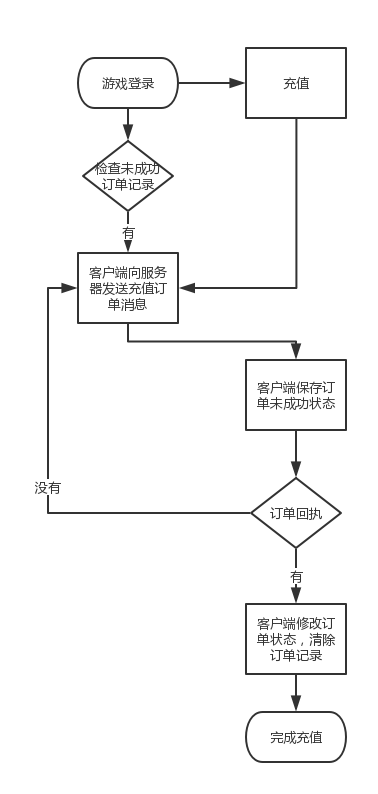 游戏登录
充值
检查未成功
订单记录
有
客户端向服务
器发送充值订
单消息
客户端保存订
单未成功状态
没有
订单回执
有
客户端修改订
单状态，清除
订单记录
完成充值